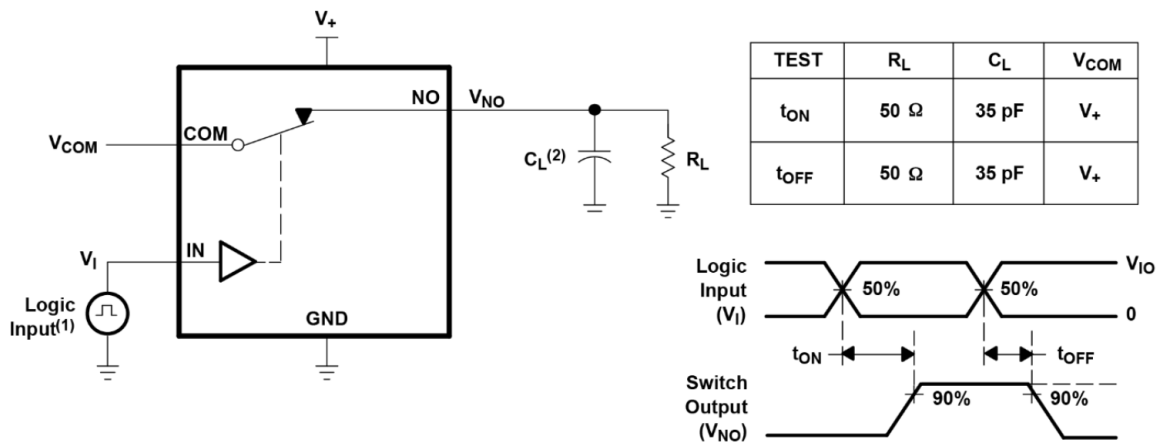 V+
NO
VNO
COM
VCOM
CL(2)
RL
VI
IN
Logic
Input(1)
GND
TEST RL CL VCOM
tON 50 Ω 35 pF V+
tOFF 50 Ω 35 pF V+
Logic
Input
(VI)
50%
50%
VIO
0
tON
tOFF
Switch
Output
(VNO)
90%
90%